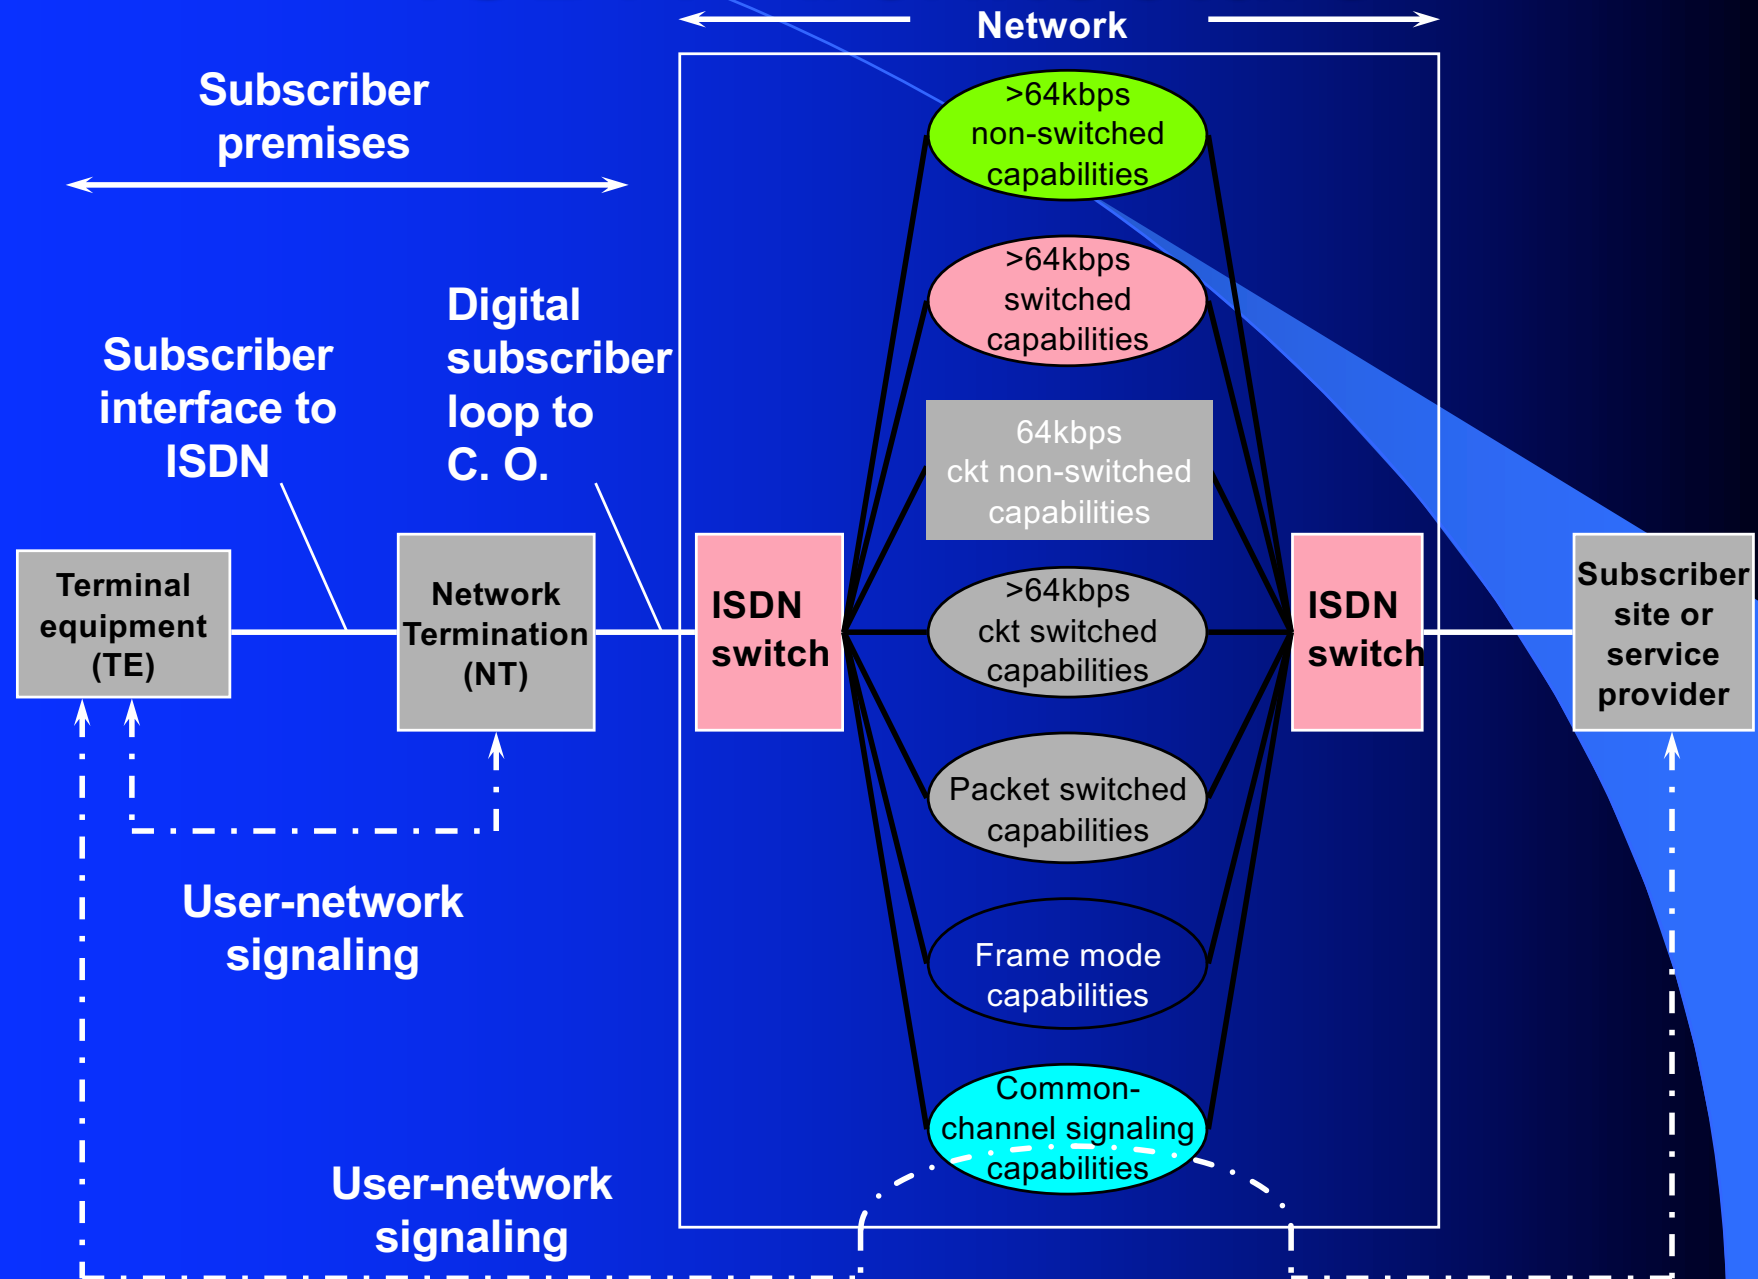 Network
Subscriber
premises
>64kbps
non-switched
capabilities
>64kbps
switched
capabilities
Digital
subscriber
loop to
C. O.
Subscriber
interface to
ISDN
64kbps
ckt non-switched
capabilities
Terminal
equipment
(TE)
Network
Termination
(NT)
ISDN
switch
>64kbps
ckt switched
capabilities
ISDN
switch
Subscriber
site or
service
provider
Packet switched
capabilities
User-network
signaling
Frame mode
capabilities
Common-
channel signaling
capabilities
User-network
signaling